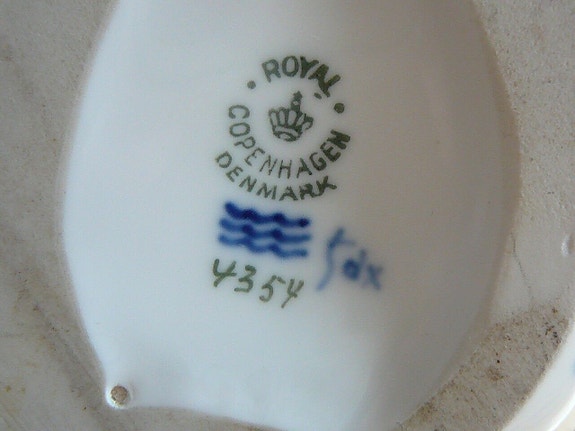 ROYAL
COPENHAGEN
DENMARK
4354